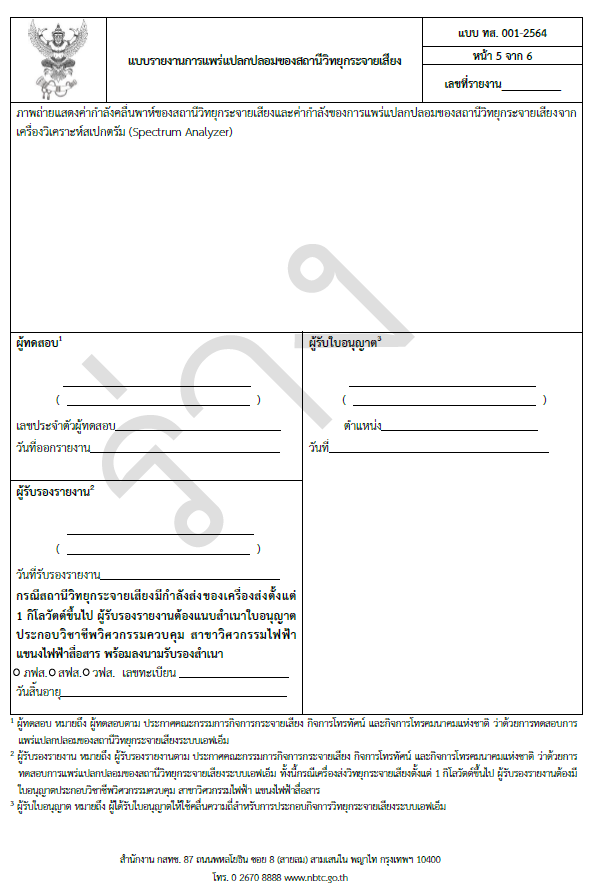 แบบรายงานการแพร่แปลกปลอมของสถานีวิทยุกระจายเสียง
แบบ ทส. 001-2564
หน้า 5 จาก 6
เลขที่รายงาน
ภาพถ่ายแสดงค่ากำลังคลื่นพาห์ของสถานีวิทยุกระจายเสียงและค่ากำลังของการแพร่แปลกปลอมของสถานีวิทยุกระจายเสียงจาก
เครื่องวิเคราะห์สเปกตรัม (Spectrum Analyzer)
ร่าง
ผู้ทดสอบ1
( )
เลขประจำตัวผู้ทดสอบ
วันที่ออกรายงาน
ผู้รับใบอนุญาต3
( )
ตำแหน่ง
วันที่
ผู้รับรองรายงาน2
( )
วันที่รับรองรายงาน
กรณีสถานีวิทยุกระจายเสียงมีกำลังส่งของเครื่องส่งตั้งแต่
1 กิโลวัตต์ขึ้นไป ผู้รับรองรายงานต้องแนบสำเนาใบอนุญาต
ประกอบวิชาชีพวิศวกรรมควบคุม สาขาวิศวกรรมไฟฟ้า
แขนงไฟฟ้าสื่อสาร พร้อมลงนามรับรองสำเนา
o ภฟส. o สฟส. o วฟส. เลขทะเบียน
วันสิ้นอายุ
1 ผู้ทดสอบ หมายถึง ผู้ทดสอบตาม ประกาศคณะกรรมการกิจการกระจายเสียง กิจการโทรทัศน์ และกิจการโทรคมนาคมแห่งชาติ ว่าด้วยการทดสอบการ
แพร่แปลกปลอมของสถานีวิทยุกระจายเสียงระบบเอฟเอ็ม
2 ผู้รับรองรายงาน หมายถึง ผู้รับรองรายงานตาม ประกาศคณะกรรมการกิจการกระจายเสียง กิจการโทรทัศน์ และกิจการโทรคมนาคมแห่งชาติ ว่าด้วยการ
ทดสอบการแพร่แปลกปลอมของสถานีวิทยุกระจายเสียงระบบเอฟเอ็ม ทั้งนี้กรณีเครื่องส่งวิทยุกระจายเสียงตั้งแต่ 1 กิโลวัตต์ขึ้นไป ผู้รับรองรายงานต้องมี
ใบอนุญาตประกอบวิชาชีพวิศวกรรมควบคุม สาขาวิศวกรรมไฟฟ้า แขนงไฟฟ้าสื่อสาร
3 ผู้รับใบอนุญาต หมายถึง ผู้ได้รับใบอนุญาตให้ใช้คลื่นความถี่สำหรับการประกอบกิจการวิทยุกระจายเสียงระบบเอฟเอ็ม
สำนักงาน กสทช. 87 ถนนพหลโยธิน ซอย 8 (สายลม) สามเสนใน พญาไท กรุงเทพฯ 10400
โทร. 0 2670 8888 www.nbtc.go.th